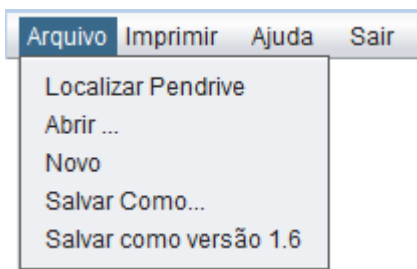 Arquivo Imprimir Ajuda Sair
Localizar Pendrive
Abrir ...
Novo
Salvar Como...
Salvar como versão 1.6